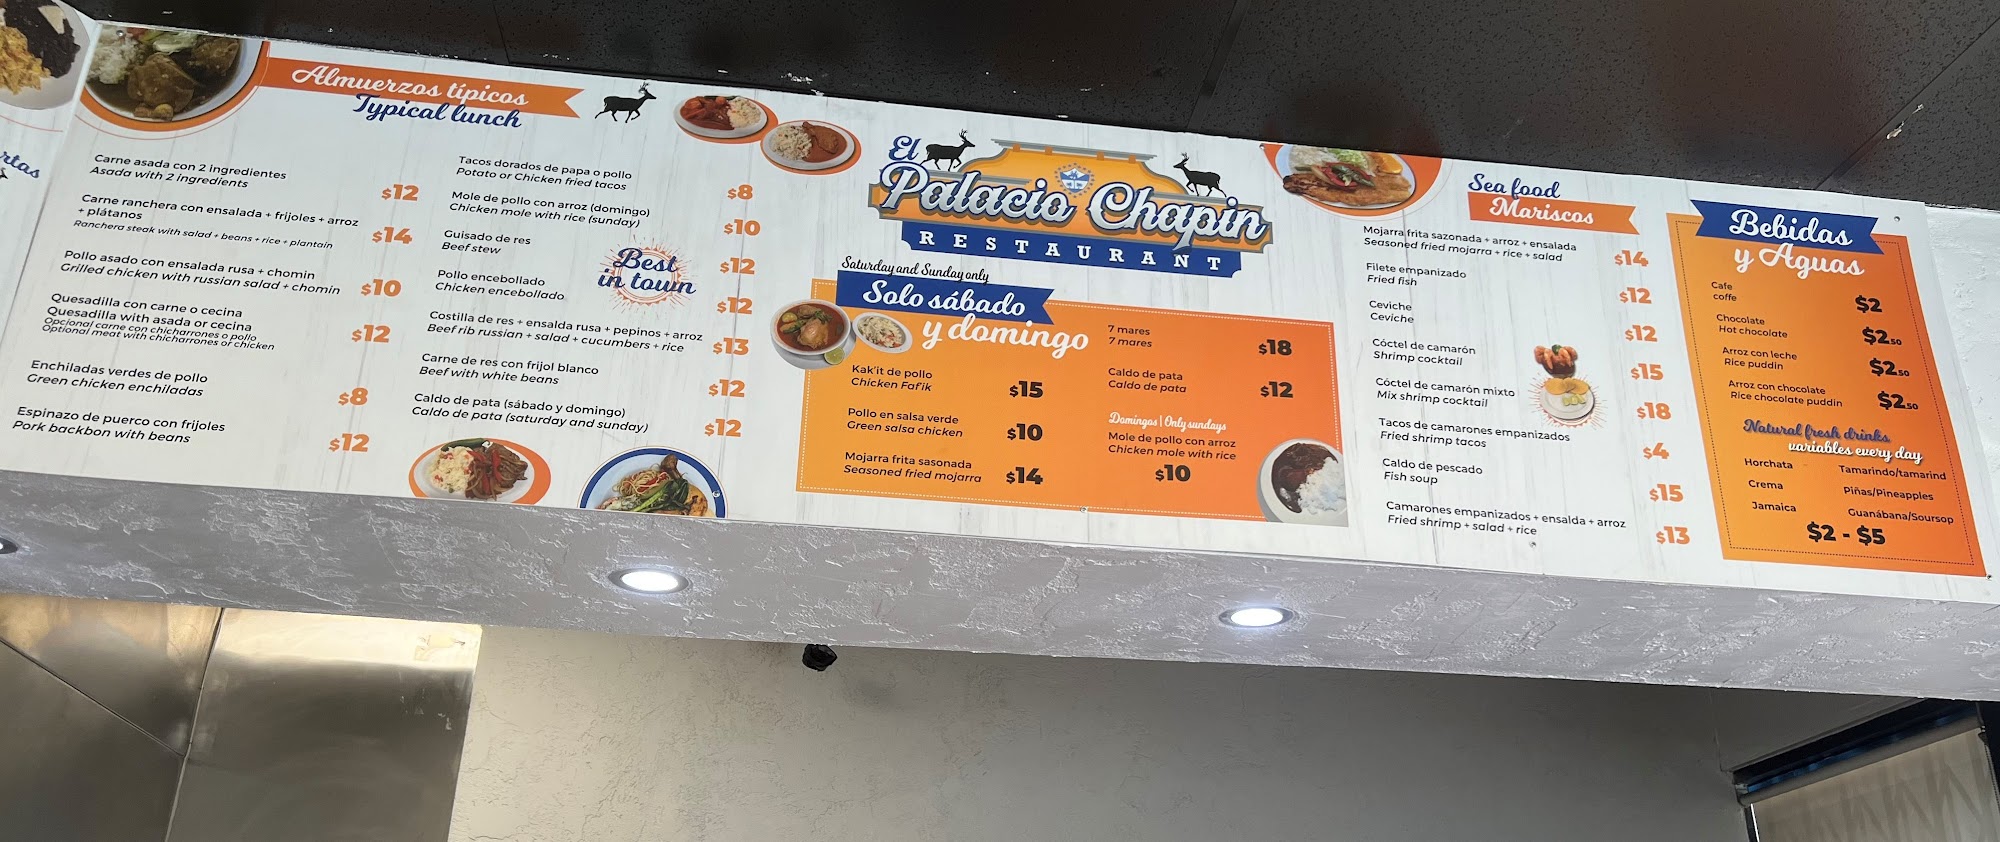 rtas
Almuerzos típicos
Typical lunch
Carne asada con 2 ingredientes
Asada with 2 ingredients
$12
Carne ranchera con ensalada + frijoles + arroz
+ plátanos
Ranchera steak with salad + beans + rice + plantain
$14
Pollo asado con ensalada rusa + chomin
Grilled chicken with russian salad + chomin
$10
Quesadilla con carne o cecina
Quesadilla with asada or cecina
Opcional carne con chicharrones o pollo
Optional meat with chicharrones or chicken
$12
Enchiladas verdes de pollo
Green chicken enchiladas
$8
Espinazo de puerco con frijoles
Pork backbon with beans
$12
Tacos dorados de papa o pollo
Potato or Chicken fried tacos
$8
Mole de pollo con arroz (domingo)
Chicken mole with rice (sunday)
$10
Guisado de res
Beef stew
$12
Best
in town
Pollo encebollado
Chicken encebollado
$12
Costilla de res + ensalda rusa + pepinos + arroz
Beef rib russian + salad + cucumbers + rice
$13
Carne de res con frijol blanco
Beef with white beans
$12
Caldo de pata (sábado y domingo)
Caldo de pata (saturday and sunday)
$12
El
Palacio Chapin
RESTAURANT
Saturday and Sunday only
Solo sábado
y domingo
Kak'it de pollo
Chicken Faf'ik
$15
Pollo en salsa verde
Green salsa chicken
$10
Mojarra frita sasonada
Seasoned fried mojarra
$14
7 mares
7 mares
$18
Caldo de pata
Caldo de pata
$12
Domingos | Only sundays
Mole de pollo con arroz
Chicken mole with rice
$10
Sea food
Mariscos
Mojarra frita sazonada + arroz + ensalada
Seasoned fried mojarra + rice + salad
$14
Filete empanizado
Fried fish
$12
Ceviche
Ceviche
$12
Cóctel de camarón
Shrimp cocktail
$15
Cóctel de camarón mixto
Mix shrimp cocktail
$18
Tacos de camarones empanizados
Fried shrimp tacos
$4
Caldo de pescado
Fish soup
$15
Camarones empanizados + ensalda + arroz
Fried shrimp + salad + rice
$13
Bebidas
y Aguas
Cafe
coffe
$2
Chocolate
Hot chocolate
$2.50
Arroz con leche
Rice puddin
$2.50
Arroz con chocolate
Rice chocolate puddin
$2.50
Natural fresh drinks
variables every day
Horchata
Tamarindo/tamarind
Crema
Piñas/Pineapples
Jamaica
Guanábana/Soursop
$2 - $5